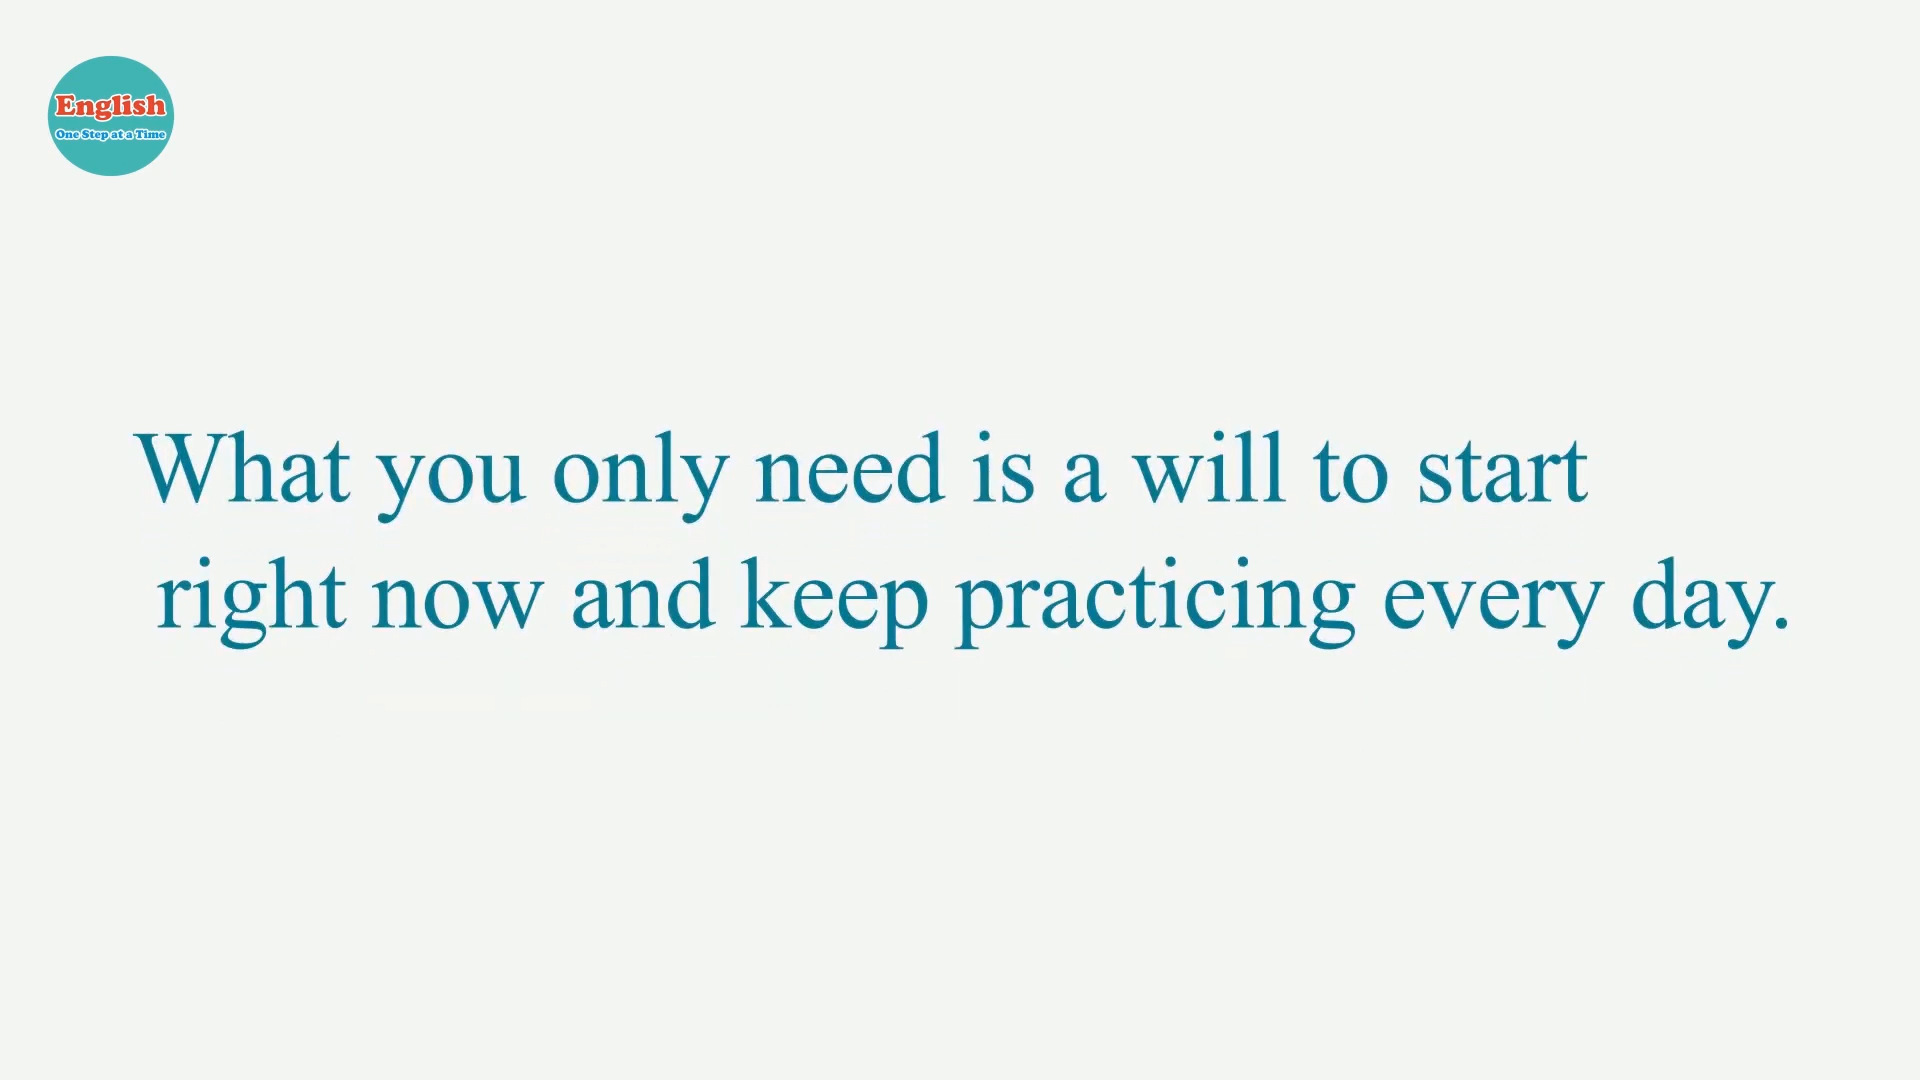 English
One Step at a Time
What you only need is a will to start
right now and keep practicing every day.